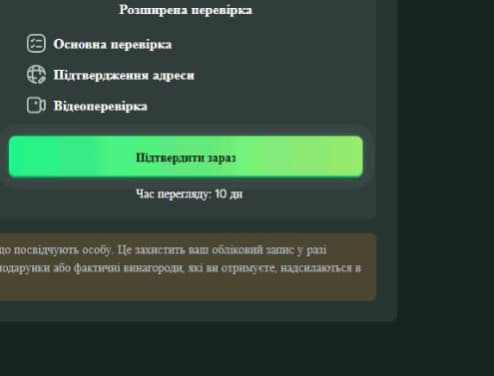 Розширена перевірка
Основна перевірка
Підтвердження адреси
Відеоперевірка
Підтвердити зараз
Час перегляду: 10 дн
що посвідчують особу. Це захистить ваш обліковий запис у разі
подарунки або фактичні винагороди, які ви отримуєте, надсилаються в